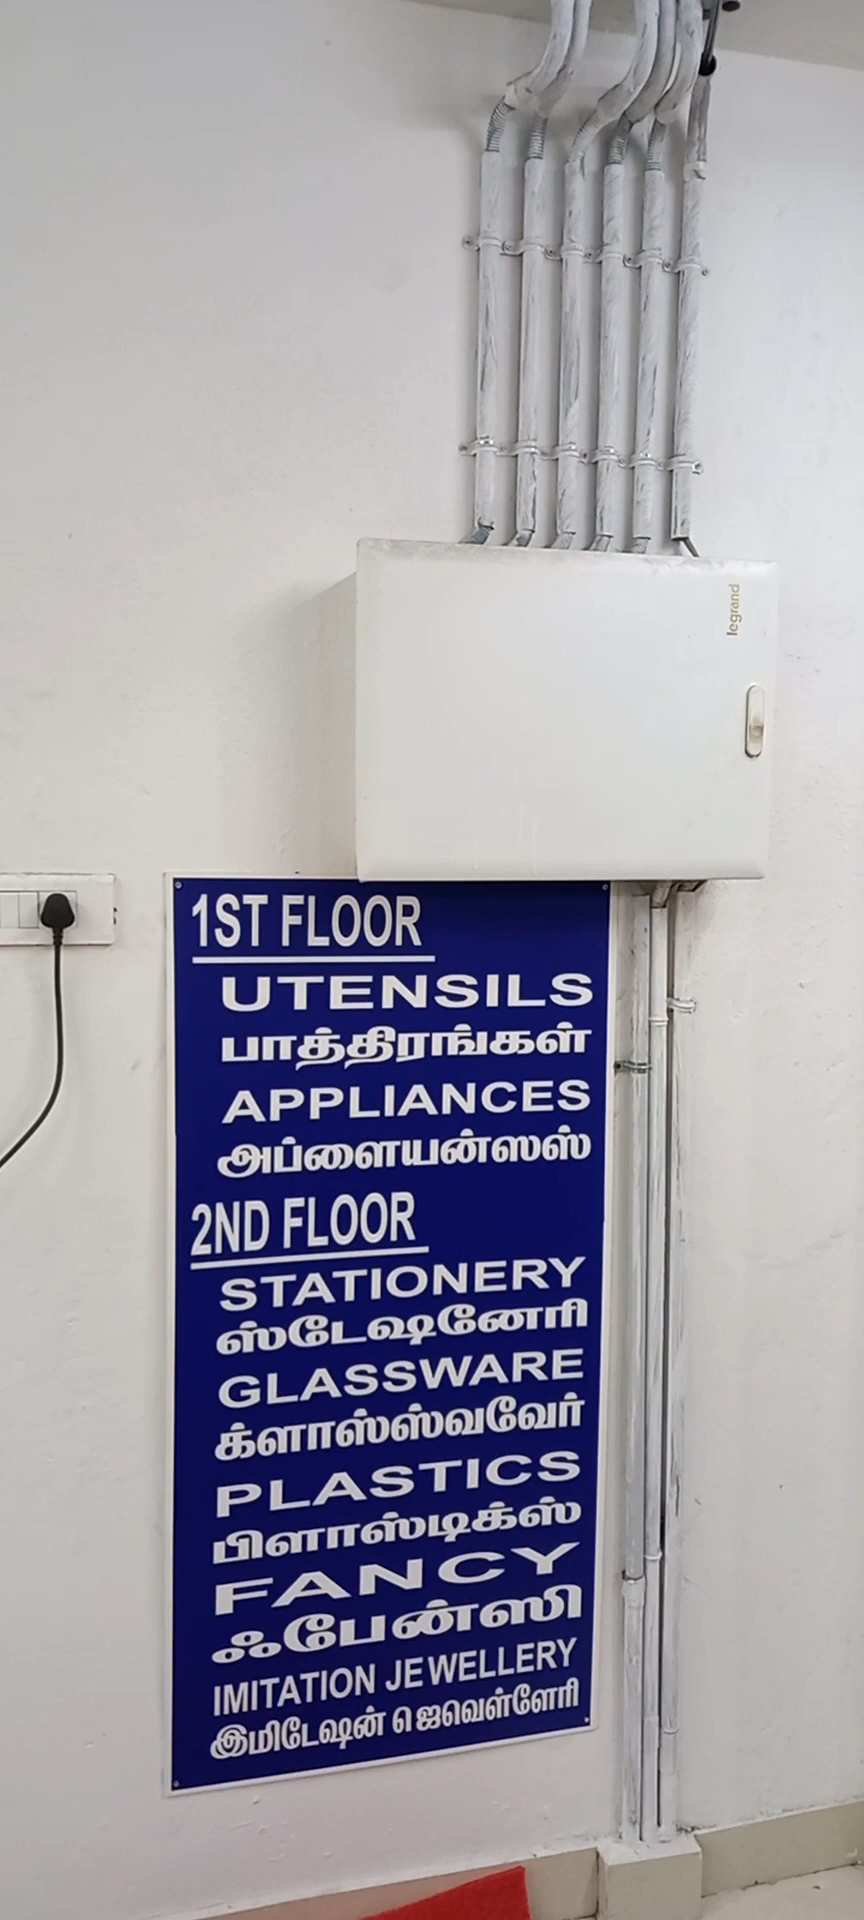 legrand
1ST FLOOR
UTENSILS
பாத்திரங்கள்
APPLIANCES
அப்ளையன்ஸஸ்
2ND FLOOR
STATIONERY
ஸ்டேஷனேரி
GLASSWARE
க்ளாஸ்ஸ்வவேர்
PLASTICS
பிளாஸ்டிக்ஸ்
FANCY
ஃபேன்ஸி
IMITATION JEWELLERY
இமிடேஷன் ஜெவெள்ளேரி